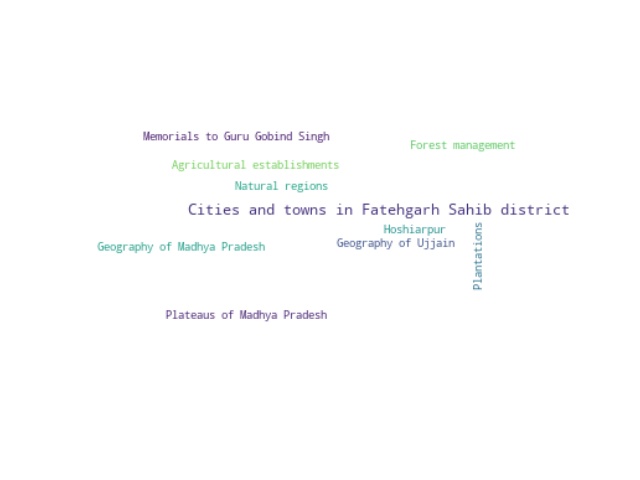 Memorials to Guru Gobind Singh
Forest management
Agricultural establishments
Natural regions
Cities and towns in Fatehgarh Sahib district
Hoshiarpur
Geography of Ujjain
Geography of Madhya Pradesh
Plantations
Plateaus of Madhya Pradesh